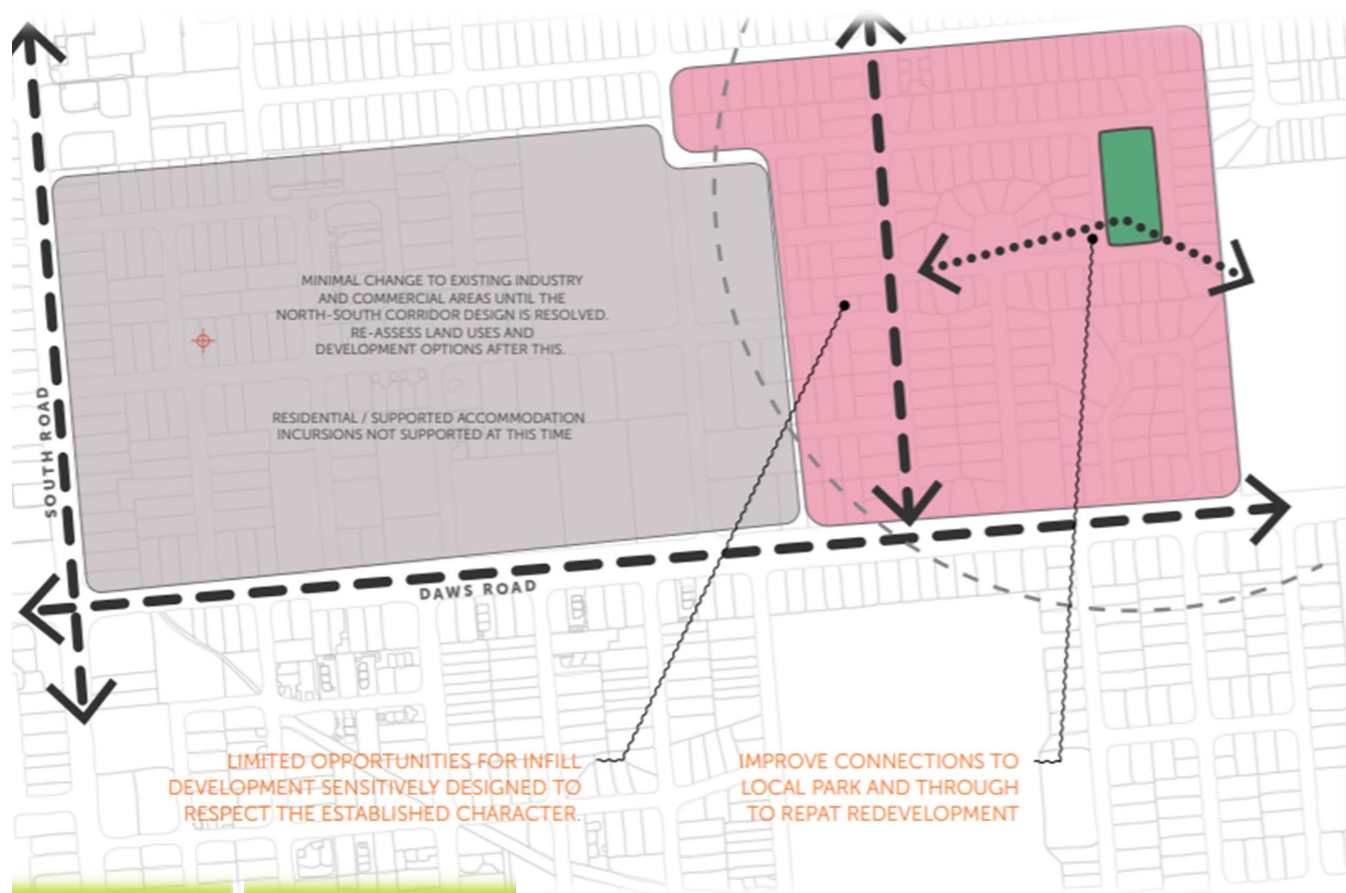 MINIMAL CHANGE TO EXISTING INDUSTRY
AND COMMERCIAL AREAS UNTIL THE
NORTH-SOUTH CORRIDOR DESIGN IS RESOLVED.
RE-ASSESS LAND USES AND
DEVELOPMENT OPTIONS AFTER THIS.
RESIDENTIAL / SUPPORTED ACCOMMODATION
INCURSIONS NOT SUPPORTED AT THIS TIME
SOUTH ROAD
DAWS ROAD
LIMITED OPPORTUNITIES FOR INFILL
DEVELOPMENT SENSITIVELY DESIGNED TO
RESPECT THE ESTABLISHED CHARACTER.
IMPROVE CONNECTIONS TO
LOCAL PARK AND THROUGH
TO REPAT REDEVELOPMENT